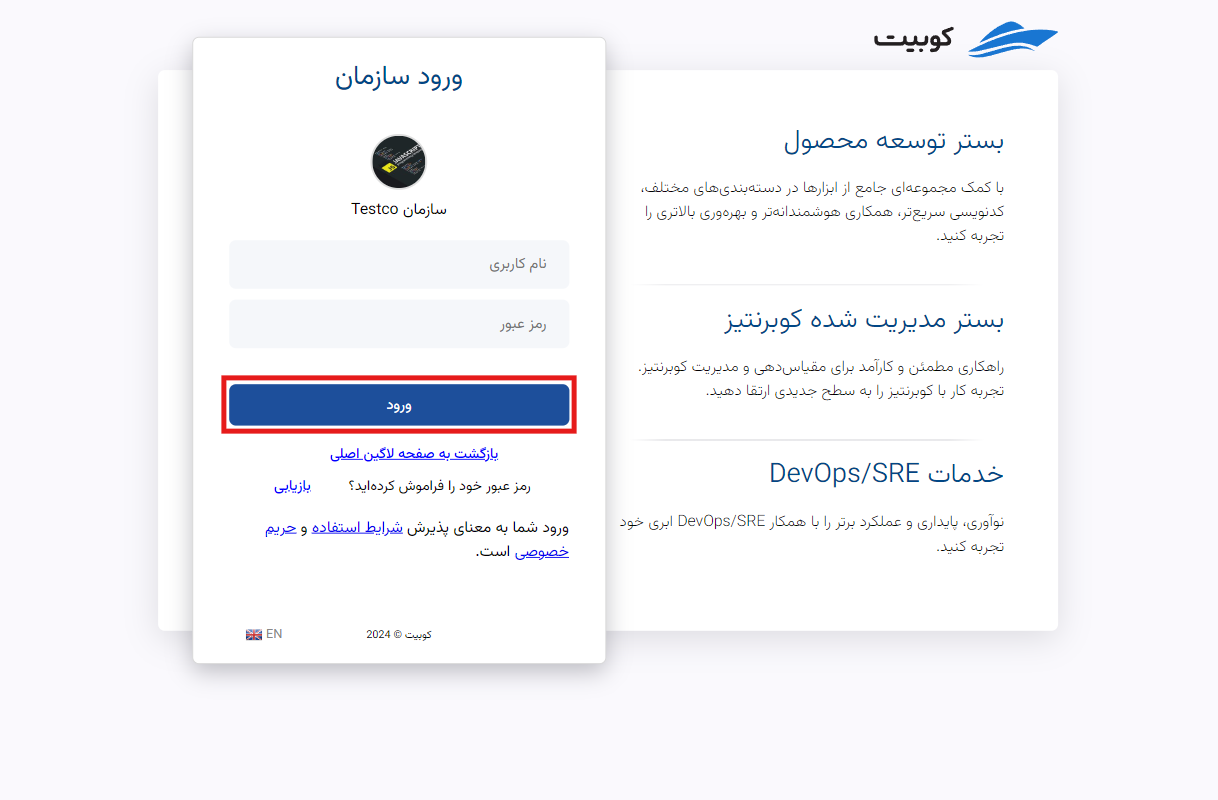 کوبیت
بستر توسعه محصول
با کمک مجموعه‌ای جامع از ابزارها در دسته‌بندی‌های مختلف،
کدنویسی سریع‌تر، همکاری هوشمندانه‌تر و بهره‌وری بالاتری را
تجربه کنید.
بستر مدیریت شده کوبرنتیز
راهکاری مطمئن و کارآمد برای مقیاس‌دهی و مدیریت کوبرنتیز.
تجربه کار با کوبرنتیز را به سطح جدیدی ارتقا دهید.
خدمات DevOps/SRE
نوآوری، پایداری و عملکرد برتر را با همکار DevOps/SRE ابری خود
تجربه کنید.
ورود سازمان
JAVASCRIPT
JS
سازمان Testco
نام کاربری
رمز عبور
ورود
بازگشت به صفحه لاگین اصلی
رمز عبور خود را فراموش کرده‌اید؟ بازیابی
ورود شما به معنای پذیرش شرایط استفاده و حریم
خصوصی است.
کوبیت © 2024
EN